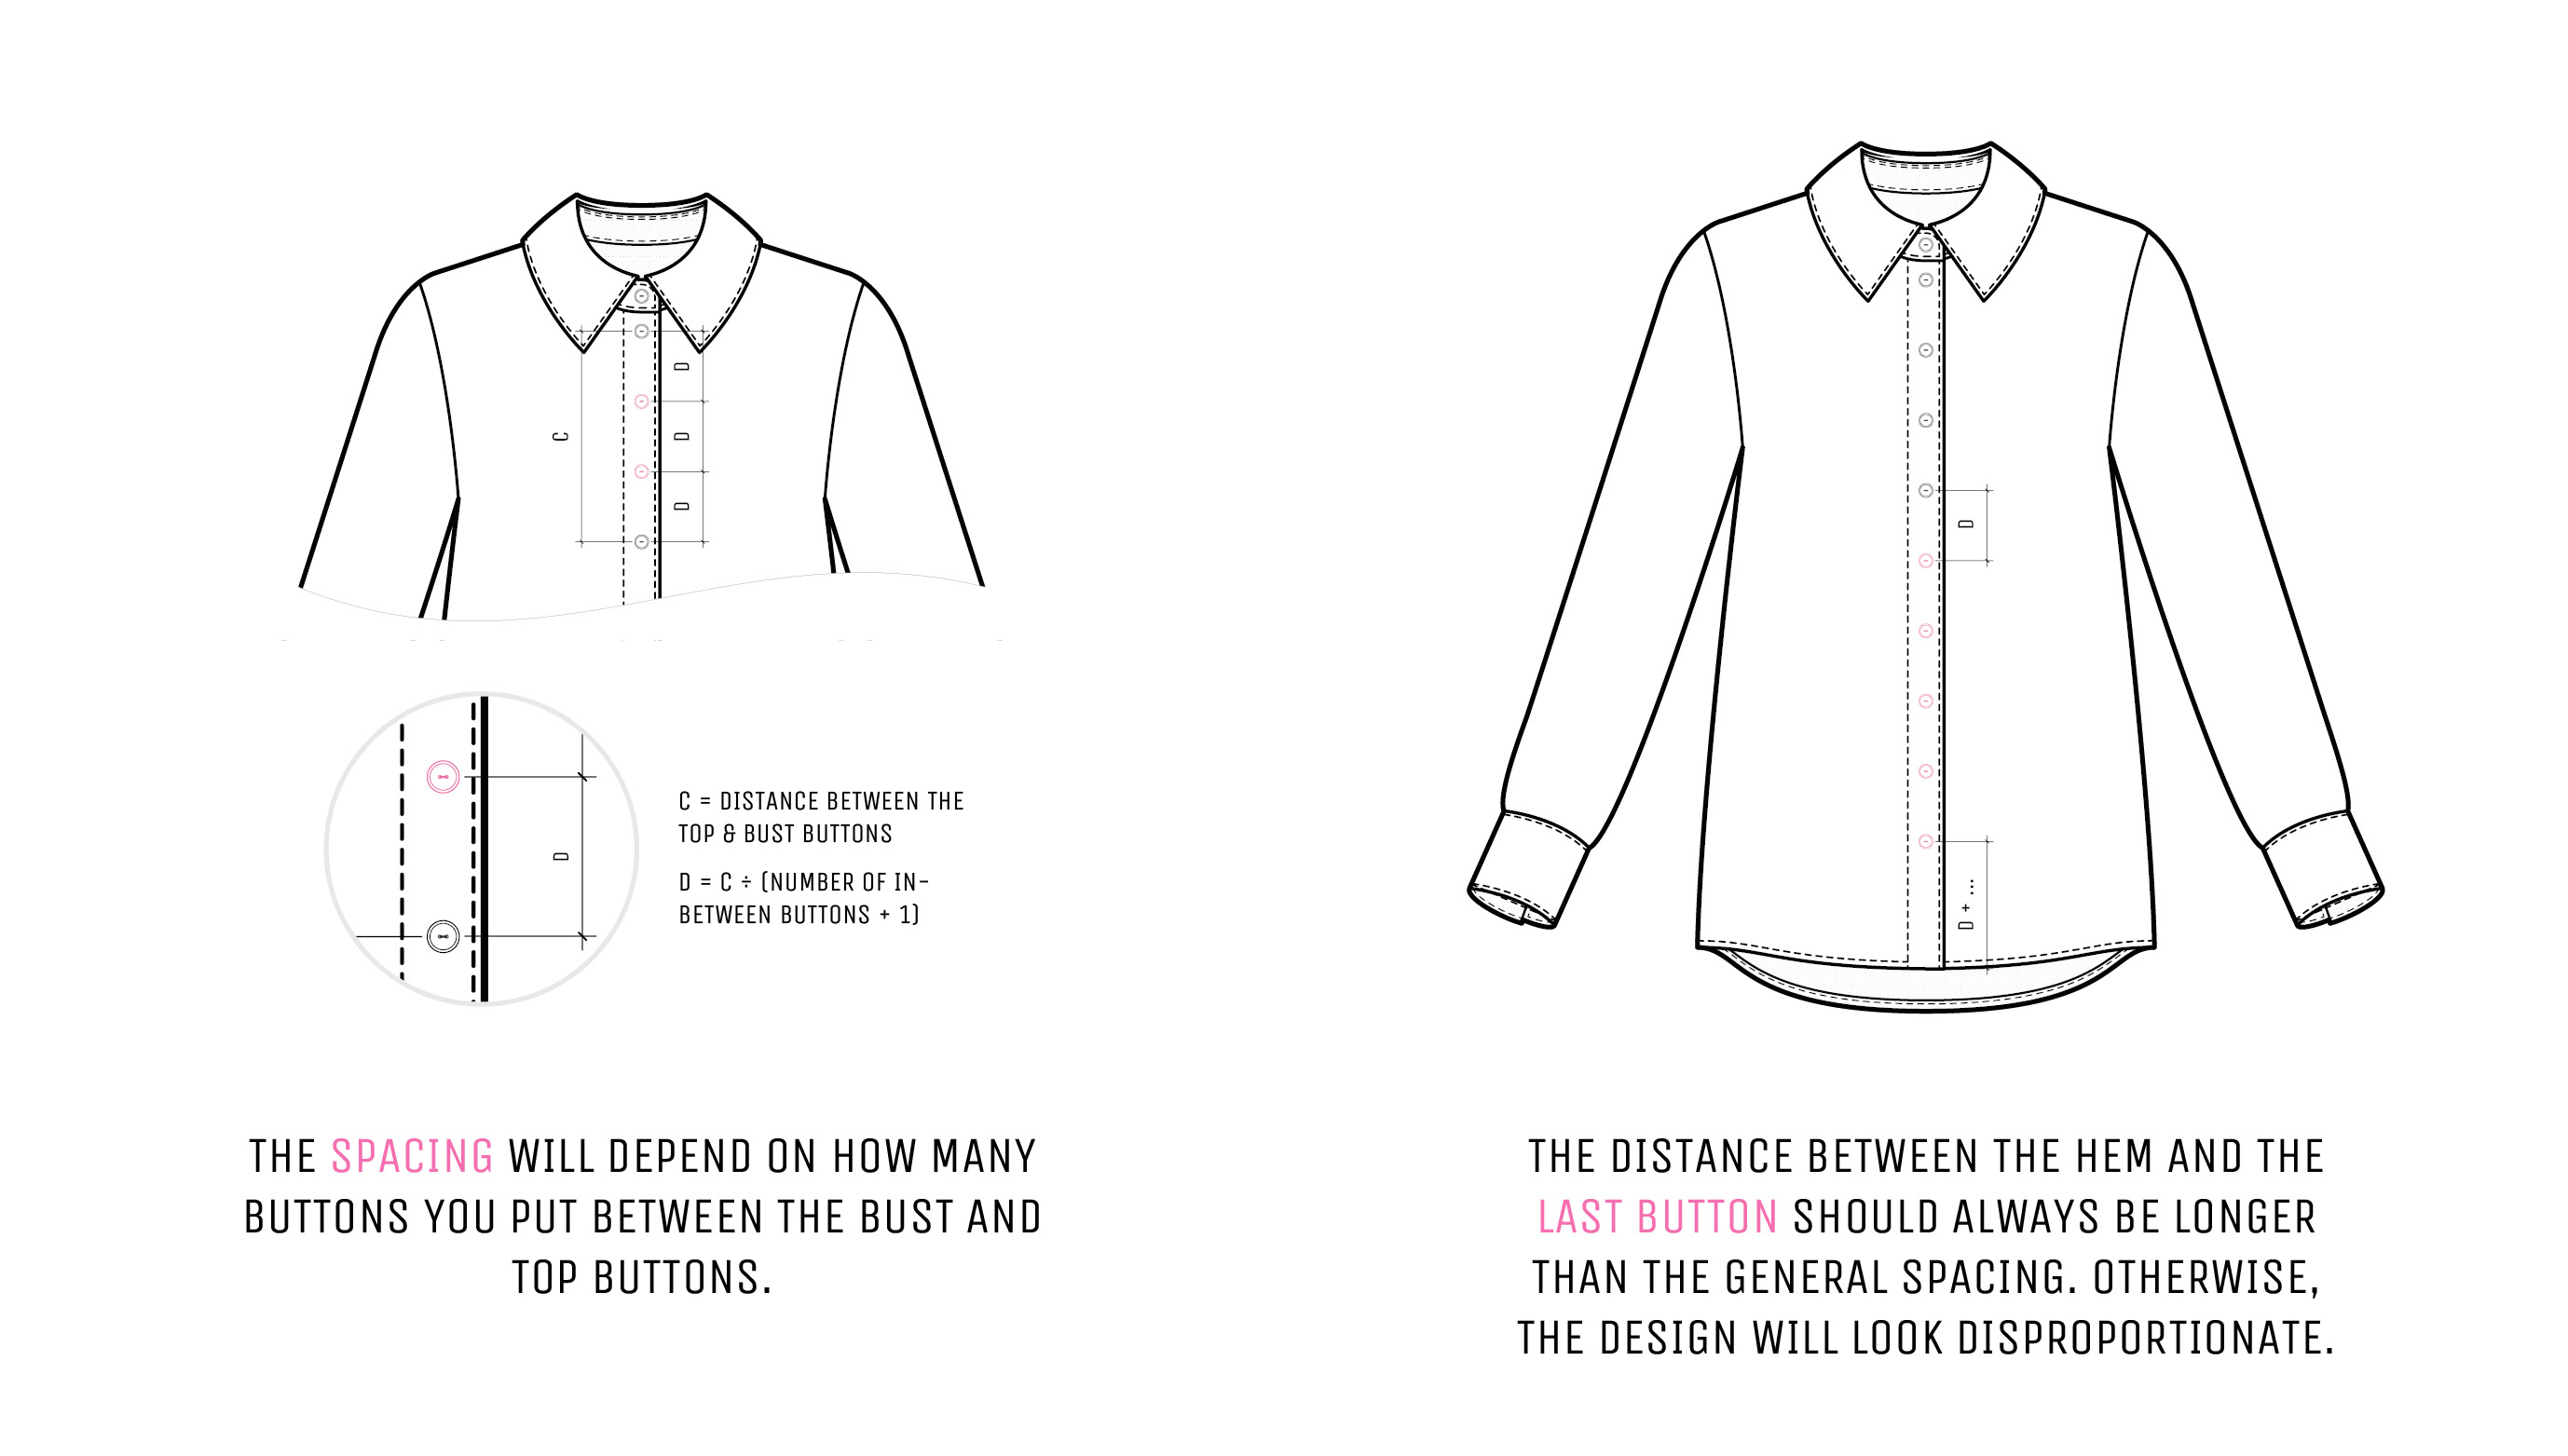 C
D
D
D
D
C = DISTANCE BETWEEN THE
TOP & BUST BUTTONS
D = C ÷ (NUMBER OF IN-
BETWEEN BUTTONS + 1)
THE SPACING WILL DEPEND ON HOW MANY
BUTTONS YOU PUT BETWEEN THE BUST AND
TOP BUTTONS.
D
D + ...
THE DISTANCE BETWEEN THE HEM AND THE
LAST BUTTON SHOULD ALWAYS BE LONGER
THAN THE GENERAL SPACING. OTHERWISE,
THE DESIGN WILL LOOK DISPROPORTIONATE.